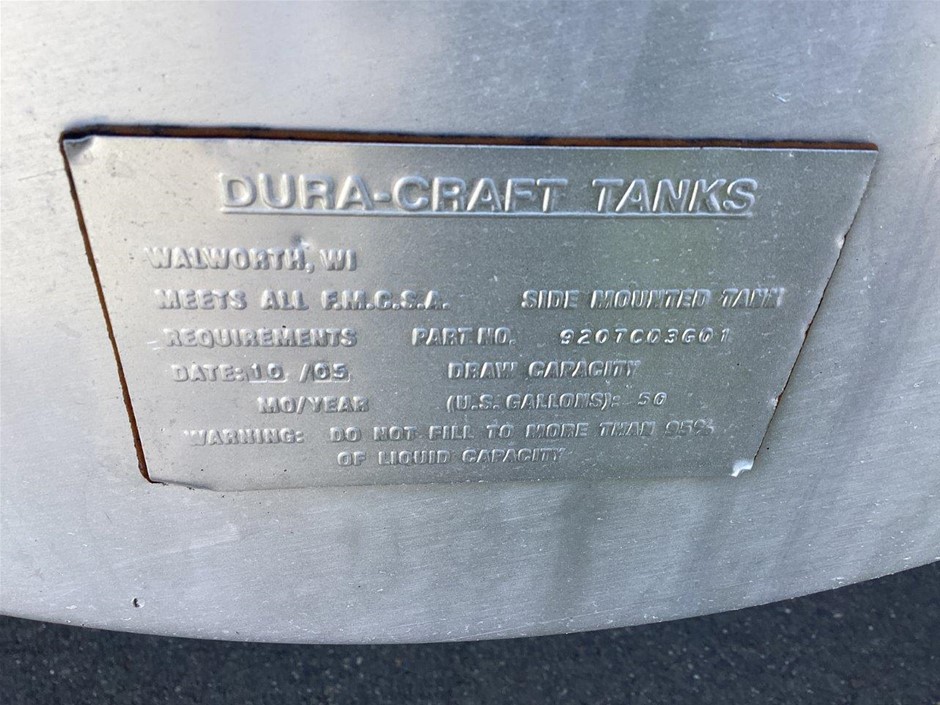 DURA-CRAFT TANKS
WALWORTH, WI
MEETS ALL F.M.C.S.A. SIDE MOUNTED TANK
REQUIREMENTS PART NO. 9207C03G01
DATE: 10 /05 DRAW CAPACITY
MO/YEAR (U.S. GALLONS): 50
WARNING: DO NOT FILL TO MORE THAN 95%
OF LIQUID CAPACITY